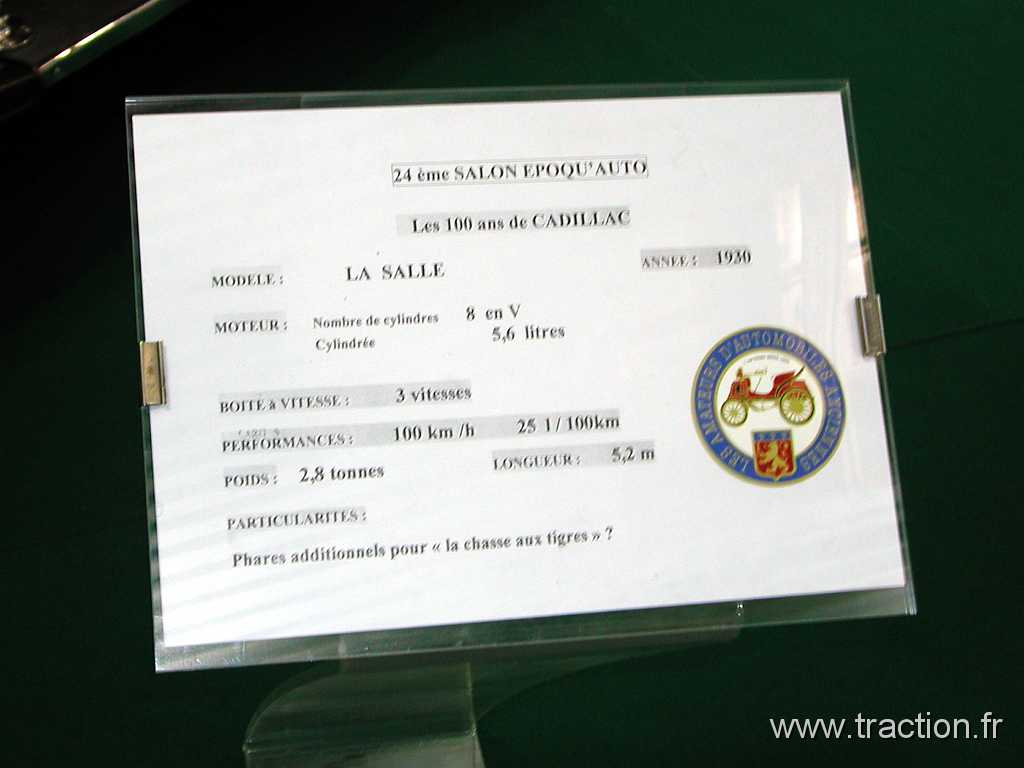 24 ème SALON EPOQU'AUTO
Les 100 ans de CADILLAC
MODELE : LA SALLE ANNEE : 1930
MOTEUR : Nombre de cylindres 8 en V
Cylindrée 5,6 litres
BOITE à VITESSE : 3 vitesses
PERFORMANCES : 100 km /h 25 l / 100km
POIDS : 2,8 tonnes LONGUEUR : 5,2 m
PARTICULARITES :
Phares additionnels pour « la chasse aux tigres » ?
LES AMATEURS D'AUTOMOBILES ANCIENNES
www.traction.fr